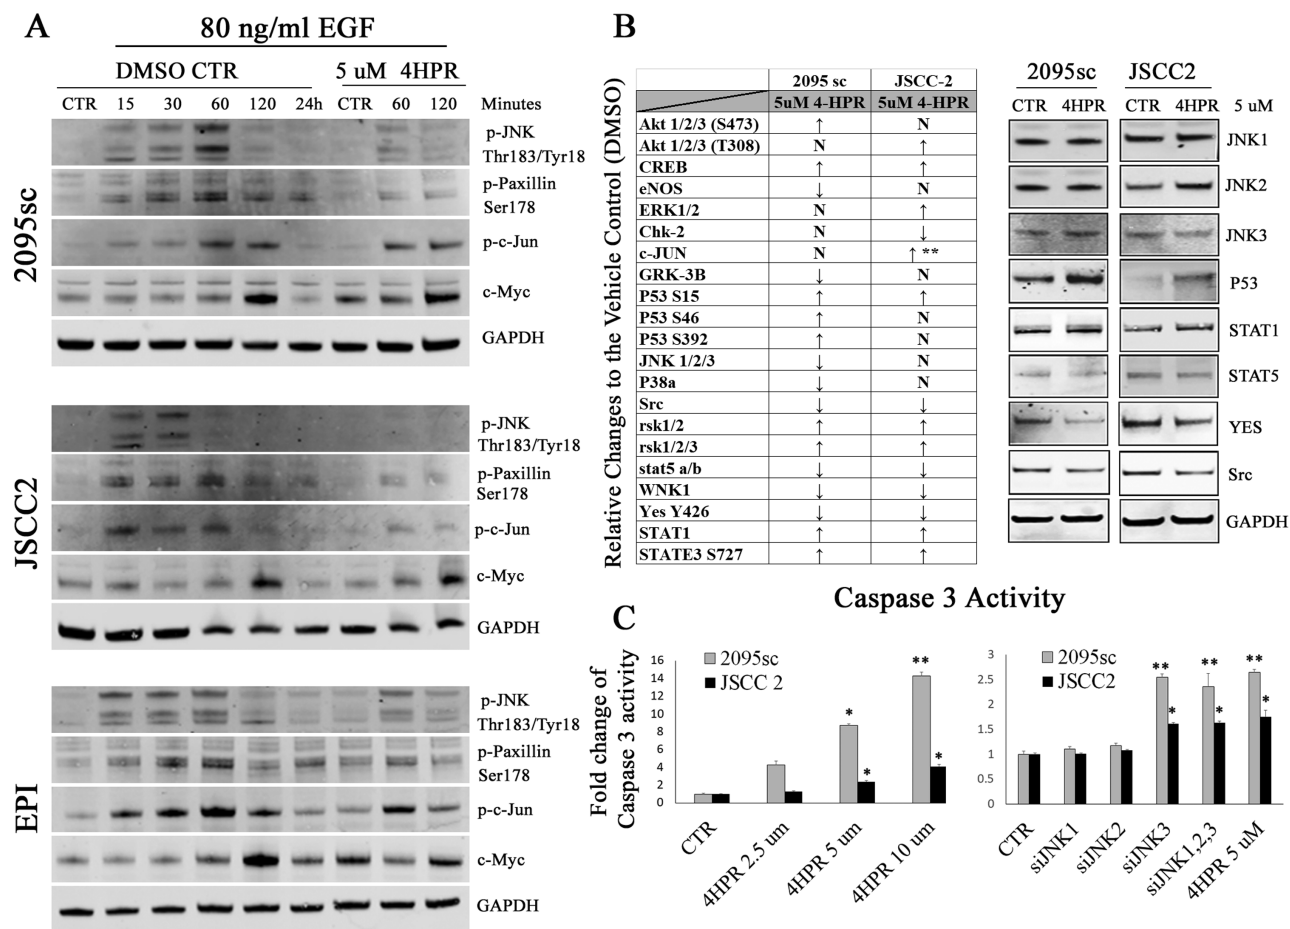 A
80 ng/ml EGF
DMSO CTR
5 uM 4HPR
CTR 15 30 60 120 24h CTR 60 120 Minutes
2095sc
p-JNK
Thr183/Tyr18
p-Paxillin
Ser178
p-c-Jun
c-Myc
GAPDH
JSCC2
p-JNK
Thr183/Tyr18
p-Paxillin
Ser178
p-c-Jun
c-Myc
GAPDH
EPI
p-JNK
Thr183/Tyr18
p-Paxillin
Ser178
p-c-Jun
c-Myc
GAPDH
B
Relative Changes to the Vehicle Control (DMSO)
2095 sc JSCC-2
5uM 4-HPR 5uM 4-HPR
Akt 1/2/3 (S473) ↑ N
Akt 1/2/3 (T308) N ↑
CREB ↑ ↑
eNOS ↓ N
ERK1/2 N ↑
Chk-2 N ↓
c-JUN N ↑ **
GRK-3B ↓ N
P53 S15 ↑ ↑
P53 S46 ↑ N
P53 S392 ↑ N
JNK 1/2/3 ↓ N
P38a ↓ N
Src ↓ ↓
rsk1/2 ↑ ↑
rsk1/2/3 ↑ ↑
stat5 a/b ↓ ↓
WNK1 ↓ ↓
Yes Y426 ↓ ↓
STAT1 ↑ ↑
STATE3 S727 ↑ ↑
2095sc JSCC2
CTR 4HPR CTR 4HPR 5 uM
JNK1
JNK2
JNK3
P53
STAT1
STAT5
YES
Src
GAPDH
C
Caspase 3 Activity
Fold change of
Caspase 3 activity
16
14
12
10
8
6
4
2
0
2095sc
JSCC 2
*
*
**
*
CTR
4HPR 2.5 um
4HPR 5 um
4HPR 10 um
3
2.5
2
1.5
1
0.5
0
2095sc
JSCC2
**
*
**
*
**
*
CTR
siJNK1
siJNK2
siJNK3
siJNK1,2,3
4HPR 5 uM